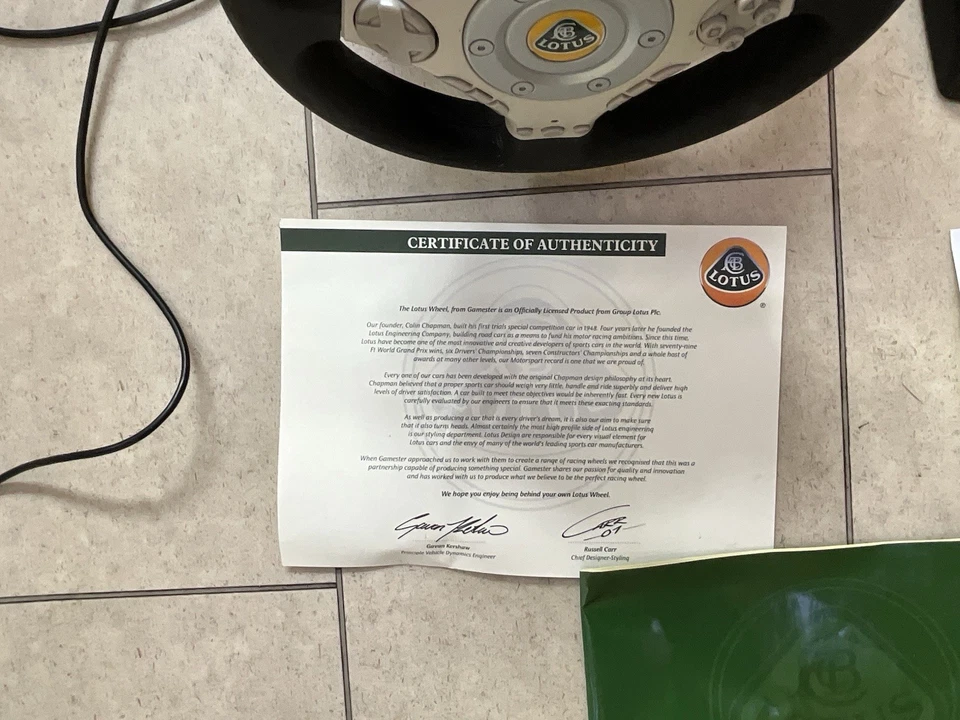 LOTUS
CERTIFICATE OF AUTHENTICITY
LOTUS
®
The Lotus Wheel, from Gamester is an Officially Licensed Product from Group Lotus Plc.
Our founder, Colin Chapman, built his first trials special competition car in 1948. Four years later he founded the
Lotus Engineering Company, building road cars as a means to fund his motor racing ambitions. Since this time,
Lotus have become one of the most innovative and creative developers of sports cars in the world. With seventy-nine
F1 World Grand Prix wins, six Drivers' Championships, seven Constructors' Championships and a whole host of
awards at many other levels, our Motorsport record is one that we are proud of.
Every one of our cars has been developed with the original Chapman design philosophy at its heart.
Chapman believed that a proper sports car should weigh very little, handle and ride superbly and deliver high
levels of driver satisfaction. A car built to meet these objectives would be inherently fast. Every new Lotus is
carefully evaluated by our engineers to ensure that it meets these exacting standards.
As well as producing a car that is every driver's dream, it is also our aim to make sure
that it also turns heads. Almost certainly the most high profile side of Lotus engineering
is our styling department. Lotus Design are responsible for every visual element for
Lotus cars and the envy of many of the world's leading sports car manufacturers.
When Gamester approached us to work with them to create a range of racing wheels we recognised that this was a
partnership capable of producing something special. Gamester shares our passion for quality and innovation
and has worked with us to produce what we believe to be the perfect racing wheel.
We hope you enjoy being behind your own Lotus Wheel.
Gavan Kershaw
Principle Vehicle Dynamics Engineer
Russell Carr
Chief Designer-Styling
LOTUS